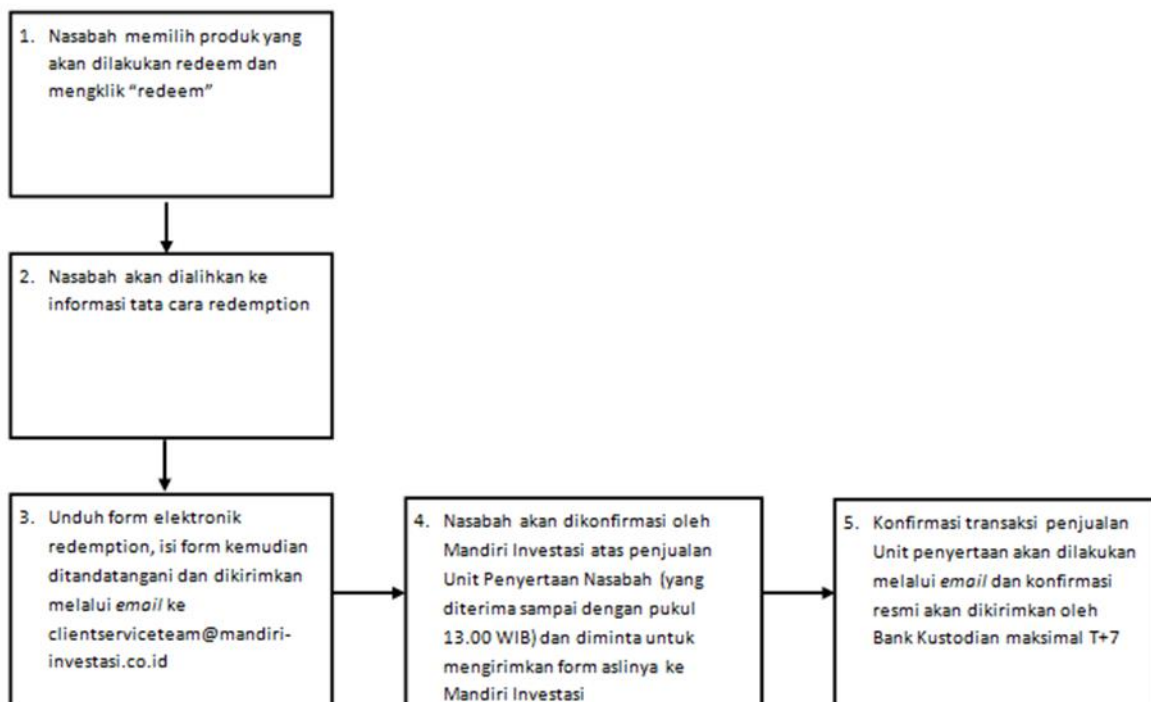 1. Nasabah memilih produk yang
akan dilakukan redeem dan
mengklik “redeem”
2. Nasabah akan dialihkan ke
informasi tata cara redemption
3. Unduh form elektronik
redemption, isi form kemudian
ditandatangani dan dikirimkan
melalui email ke
clientserviceteam@mandiri-
investasi.co.id
4. Nasabah akan dikonfirmasi oleh
Mandiri Investasi atas penjualan
Unit Penyertaan Nasabah (yang
diterima sampai dengan pukul
13.00 WIB) dan diminta untuk
mengirimkan form aslinya ke
Mandiri Investasi
5. Konfirmasi transaksi penjualan
Unit penyertaan akan dilakukan
melalui email dan konfirmasi
resmi akan dikirimkan oleh
Bank Kustodian maksimal T+7